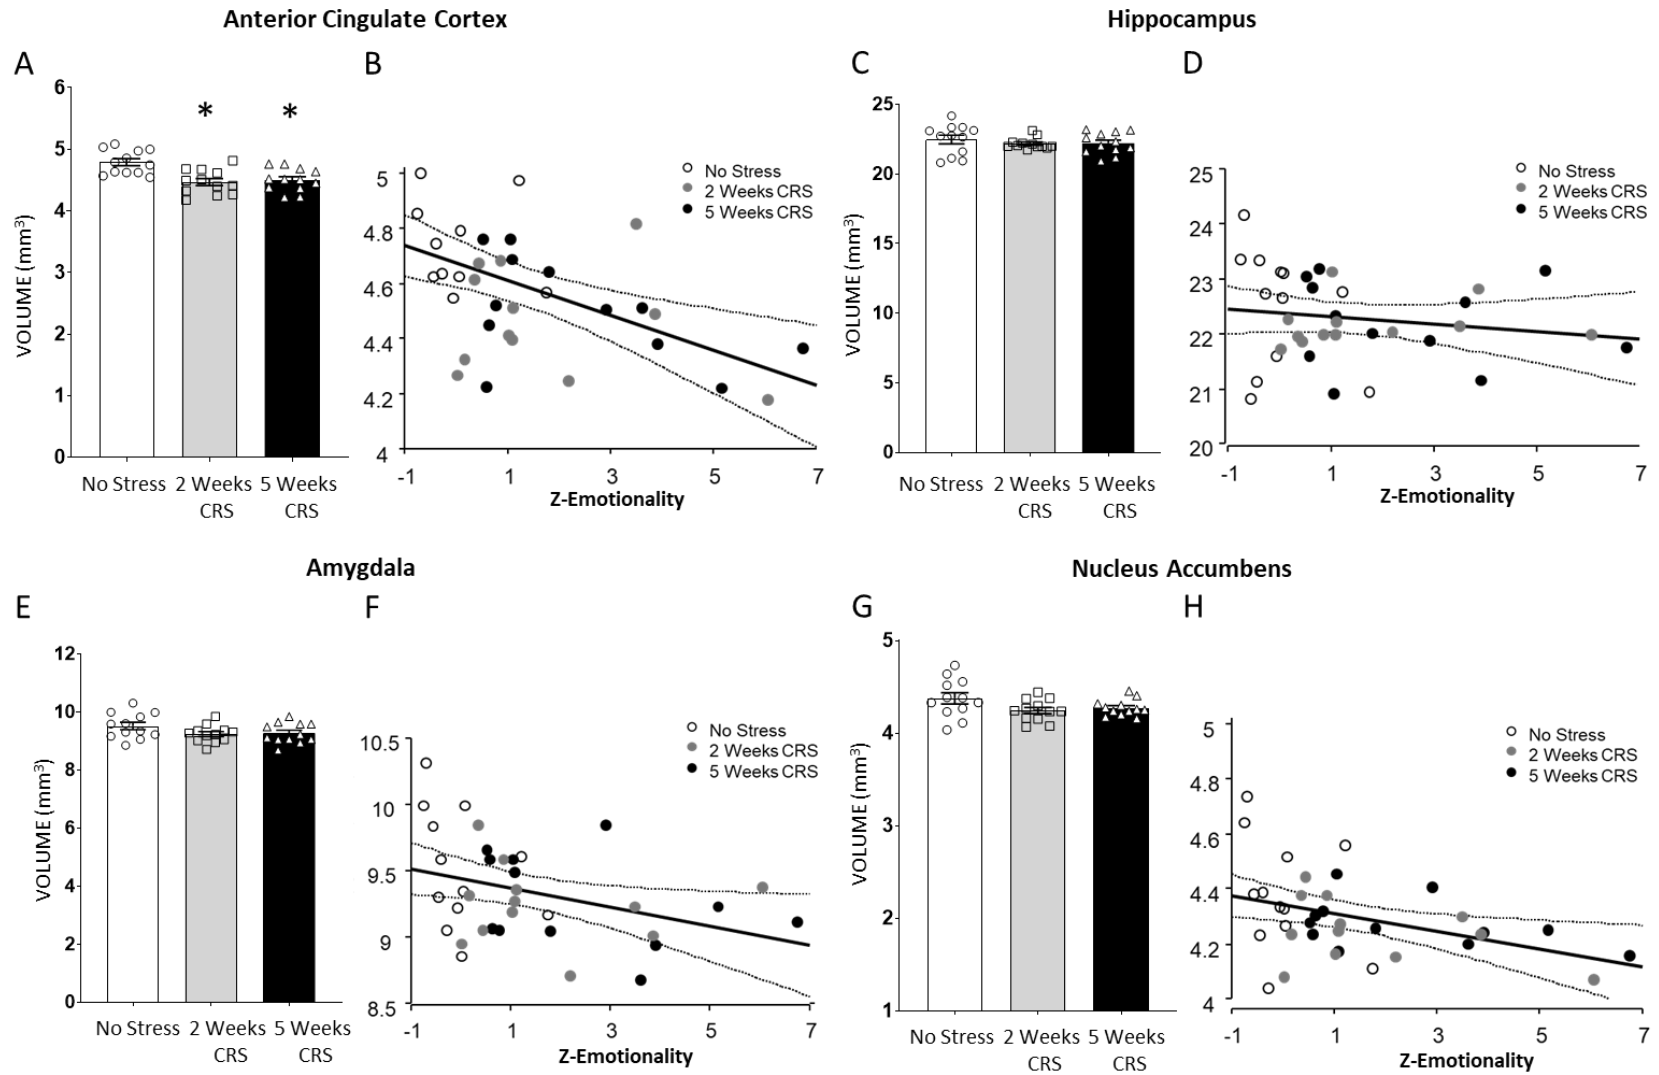 Anterior Cingulate Cortex
Hippocampus
A
B
C
D
6
5
4
3
2
1
0
VOLUME (mm3)
* *
No Stress 2 Weeks 5 Weeks
CRS CRS
5
4.8
4.6
4.4
4.2
4
-1 1 3 5 7
Z-Emotionality
No Stress
2 Weeks CRS
5 Weeks CRS
25
20
15
10
5
0
VOLUME (mm3)
No Stress 2 Weeks 5 Weeks
CRS CRS
No Stress
2 Weeks CRS
5 Weeks CRS
25
24
23
22
21
20
-1 1 3 5 7
Z-Emotionality
Amygdala
Nucleus Accumbens
E
F
G
H
12
10
8
6
4
2
0
VOLUME (mm3)
No Stress 2 Weeks 5 Weeks
CRS CRS
10.5
10
9.5
9
8.5
-1 1 3 5 7
Z-Emotionality
No Stress
2 Weeks CRS
5 Weeks CRS
5
4
3
2
1
VOLUME (mm3)
No Stress 2 Weeks 5 Weeks
CRS CRS
5
4.8
4.6
4.4
4.2
4
-1 1 3 5 7
Z-Emotionality
No Stress
2 Weeks CRS
5 Weeks CRS